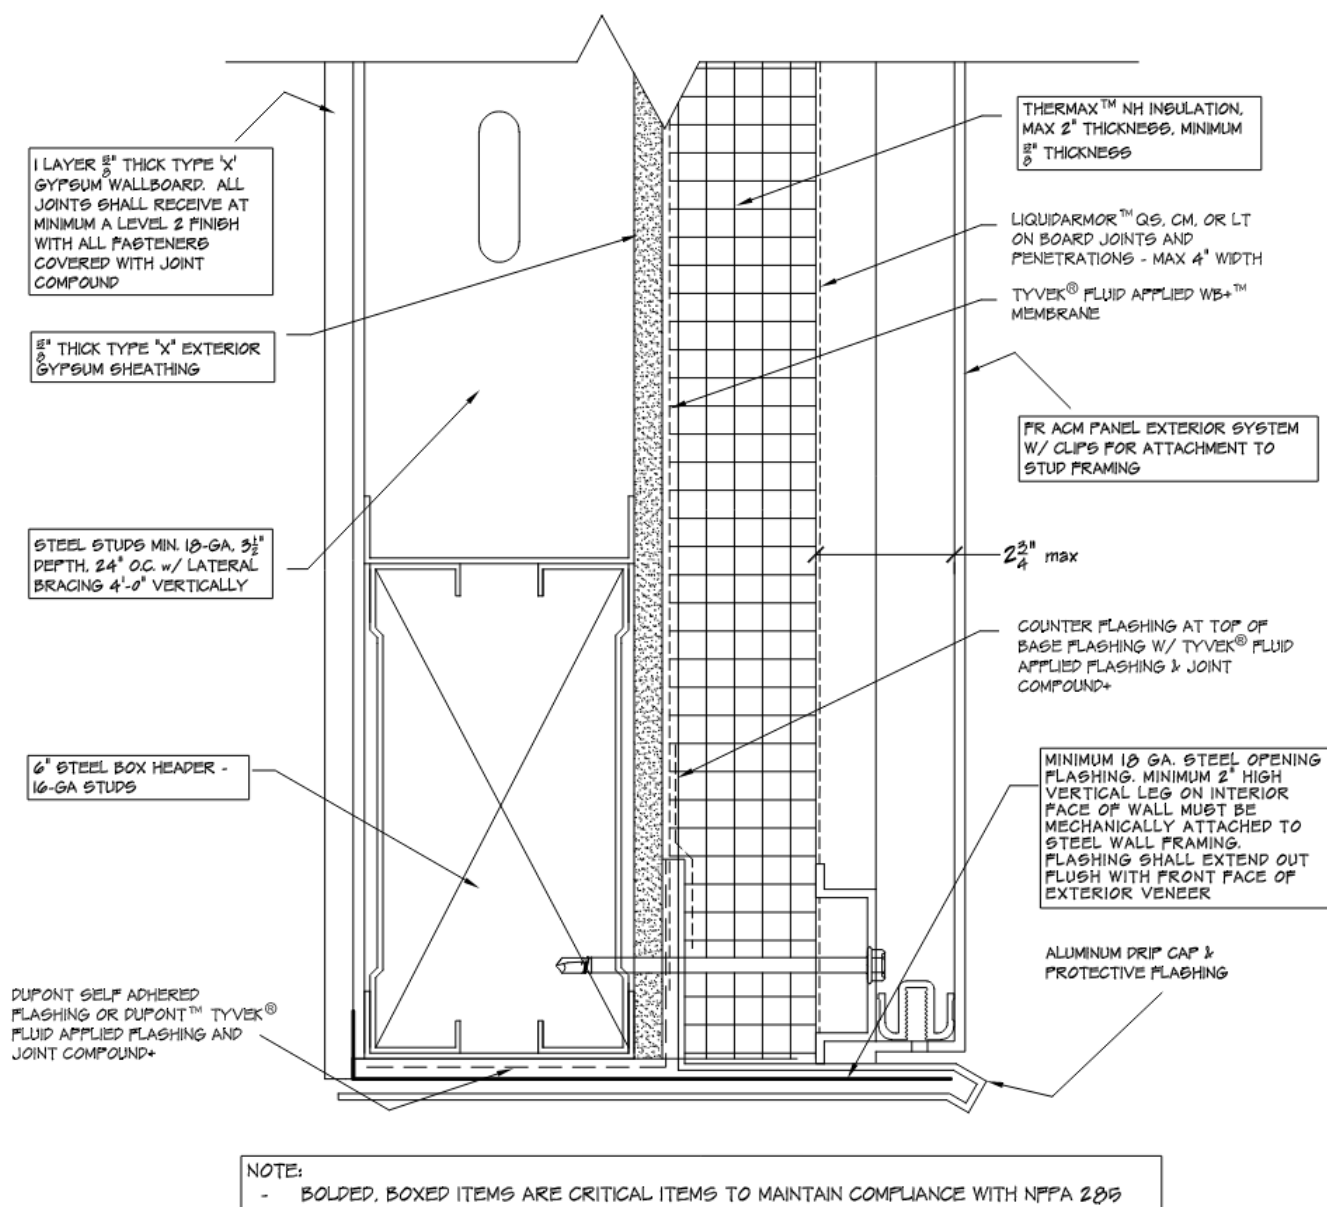 1 LAYER 5/8" THICK TYPE 'X'
GYPSUM WALLBOARD. ALL
JOINTS SHALL RECEIVE AT
MINIMUM A LEVEL 2 FINISH
WITH ALL FASTENERS
COVERED WITH JOINT
COMPOUND
5/8" THICK TYPE "X" EXTERIOR
GYPSUM SHEATHING
STEEL STUDS MIN. 18-GA, 3 1/2"
DEPTH, 24" O.C. w/ LATERAL
BRACING 4'-0" VERTICALLY
6" STEEL BOX HEADER -
16-GA STUDS
DUPONT SELF ADHERED
FLASHING OR DUPONT™ TYVEK®
FLUID APPLIED FLASHING AND
JOINT COMPOUND+
THERMAX™ NH INSULATION,
MAX 2" THICKNESS, MINIMUM
5/8" THICKNESS
LIQUIDARMOR™ QS, CM, OR LT
ON BOARD JOINTS AND
PENETRATIONS - MAX 4" WIDTH
TYVEK® FLUID APPLIED WB+™
MEMBRANE
FR ACM PANEL EXTERIOR SYSTEM
W/ CLIPS FOR ATTACHMENT TO
STUD FRAMING
2 3/4" max
COUNTER FLASHING AT TOP OF
BASE FLASHING W/ TYVEK® FLUID
APPLIED FLASHING & JOINT
COMPOUND+
MINIMUM 18 GA. STEEL OPENING
FLASHING. MINIMUM 2" HIGH
VERTICAL LEG ON INTERIOR
FACE OF WALL MUST BE
MECHANICALLY ATTACHED TO
STEEL WALL FRAMING.
FLASHING SHALL EXTEND OUT
FLUSH WITH FRONT FACE OF
EXTERIOR VENEER
ALUMINUM DRIP CAP &
PROTECTIVE FLASHING
NOTE:
- BOLDED, BOXED ITEMS ARE CRITICAL ITEMS TO MAINTAIN COMPLIANCE WITH NFPA 285